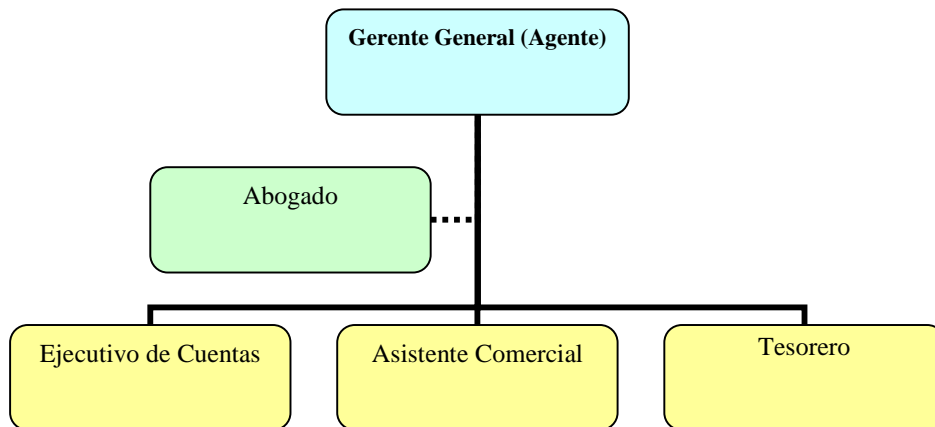 Gerente General (Agente)
Abogado
Ejecutivo de Cuentas
Asistente Comercial
Tesorero